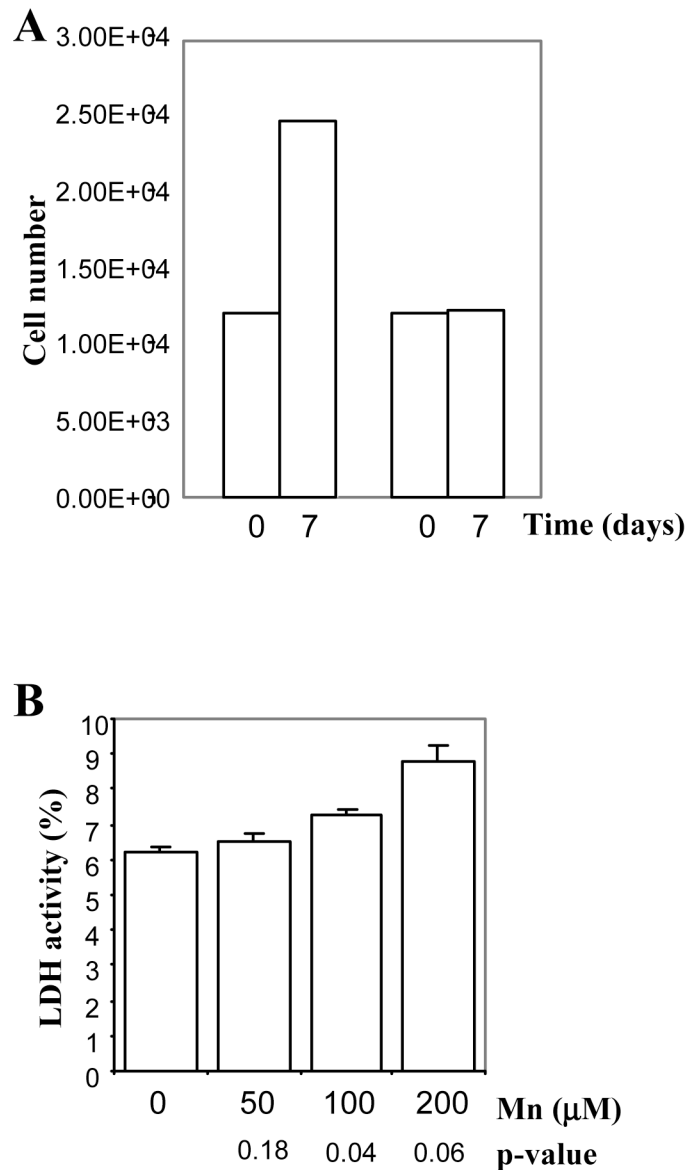 A
3.00E+04
2.50E+04
2.00E+04
1.50E+04
1.00E+04
5.00E+03
0.00E+00
Cell number
0 7 0 7 Time (days)
B
10
9
8
7
6
5
4
3
2
1
0
LDH activity (%)
0 50 100 200 Mn (μM)
0.18 0.04 0.06 p-value